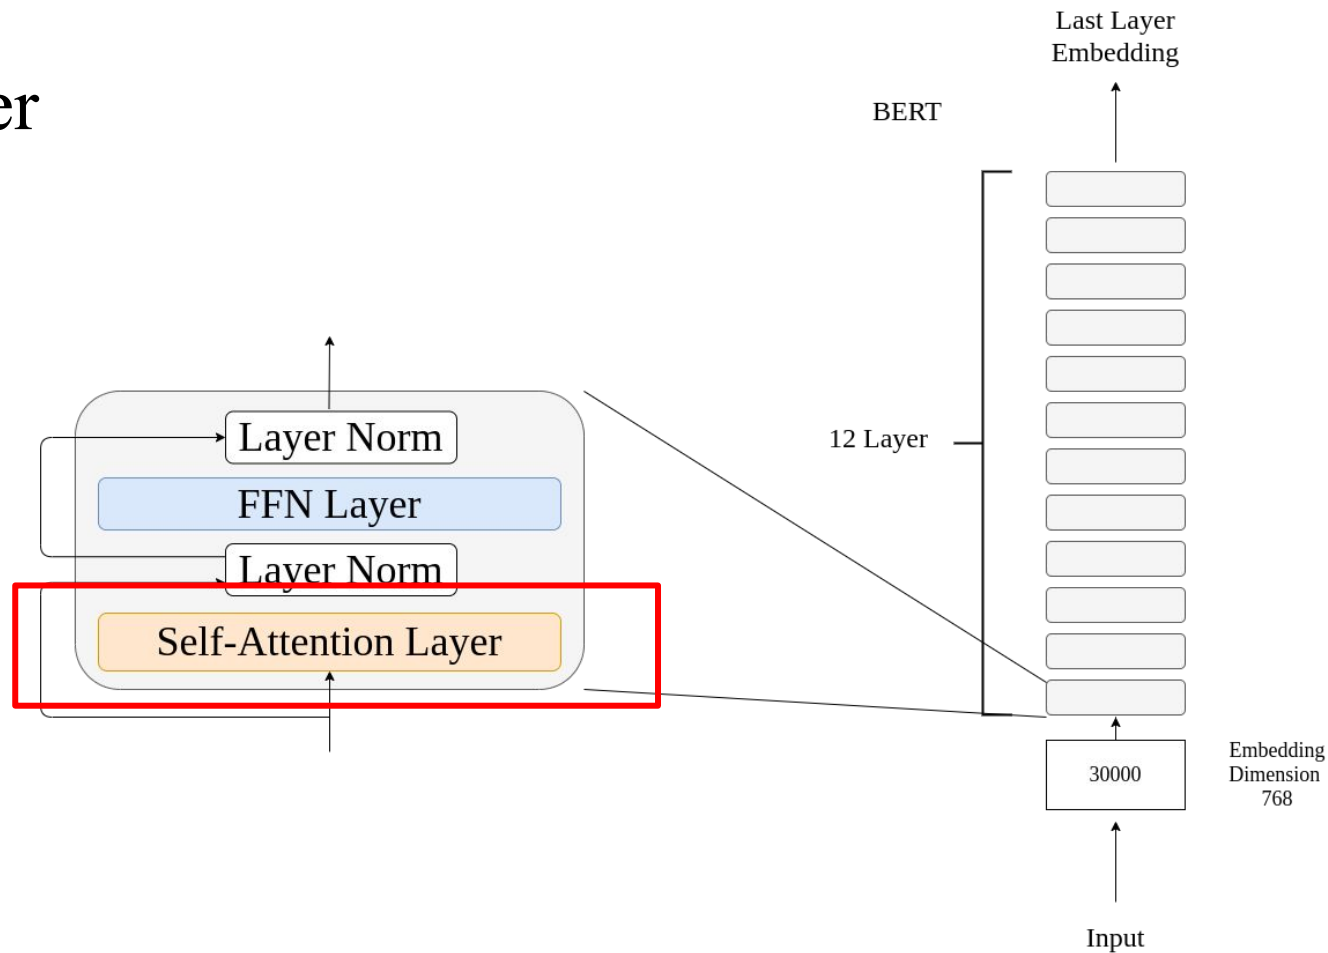 er
Layer Norm
FFN Layer
Layer Norm
Self-Attention Layer
Last Layer
Embedding
BERT
12 Layer
30000
Embedding
Dimension
768
Input